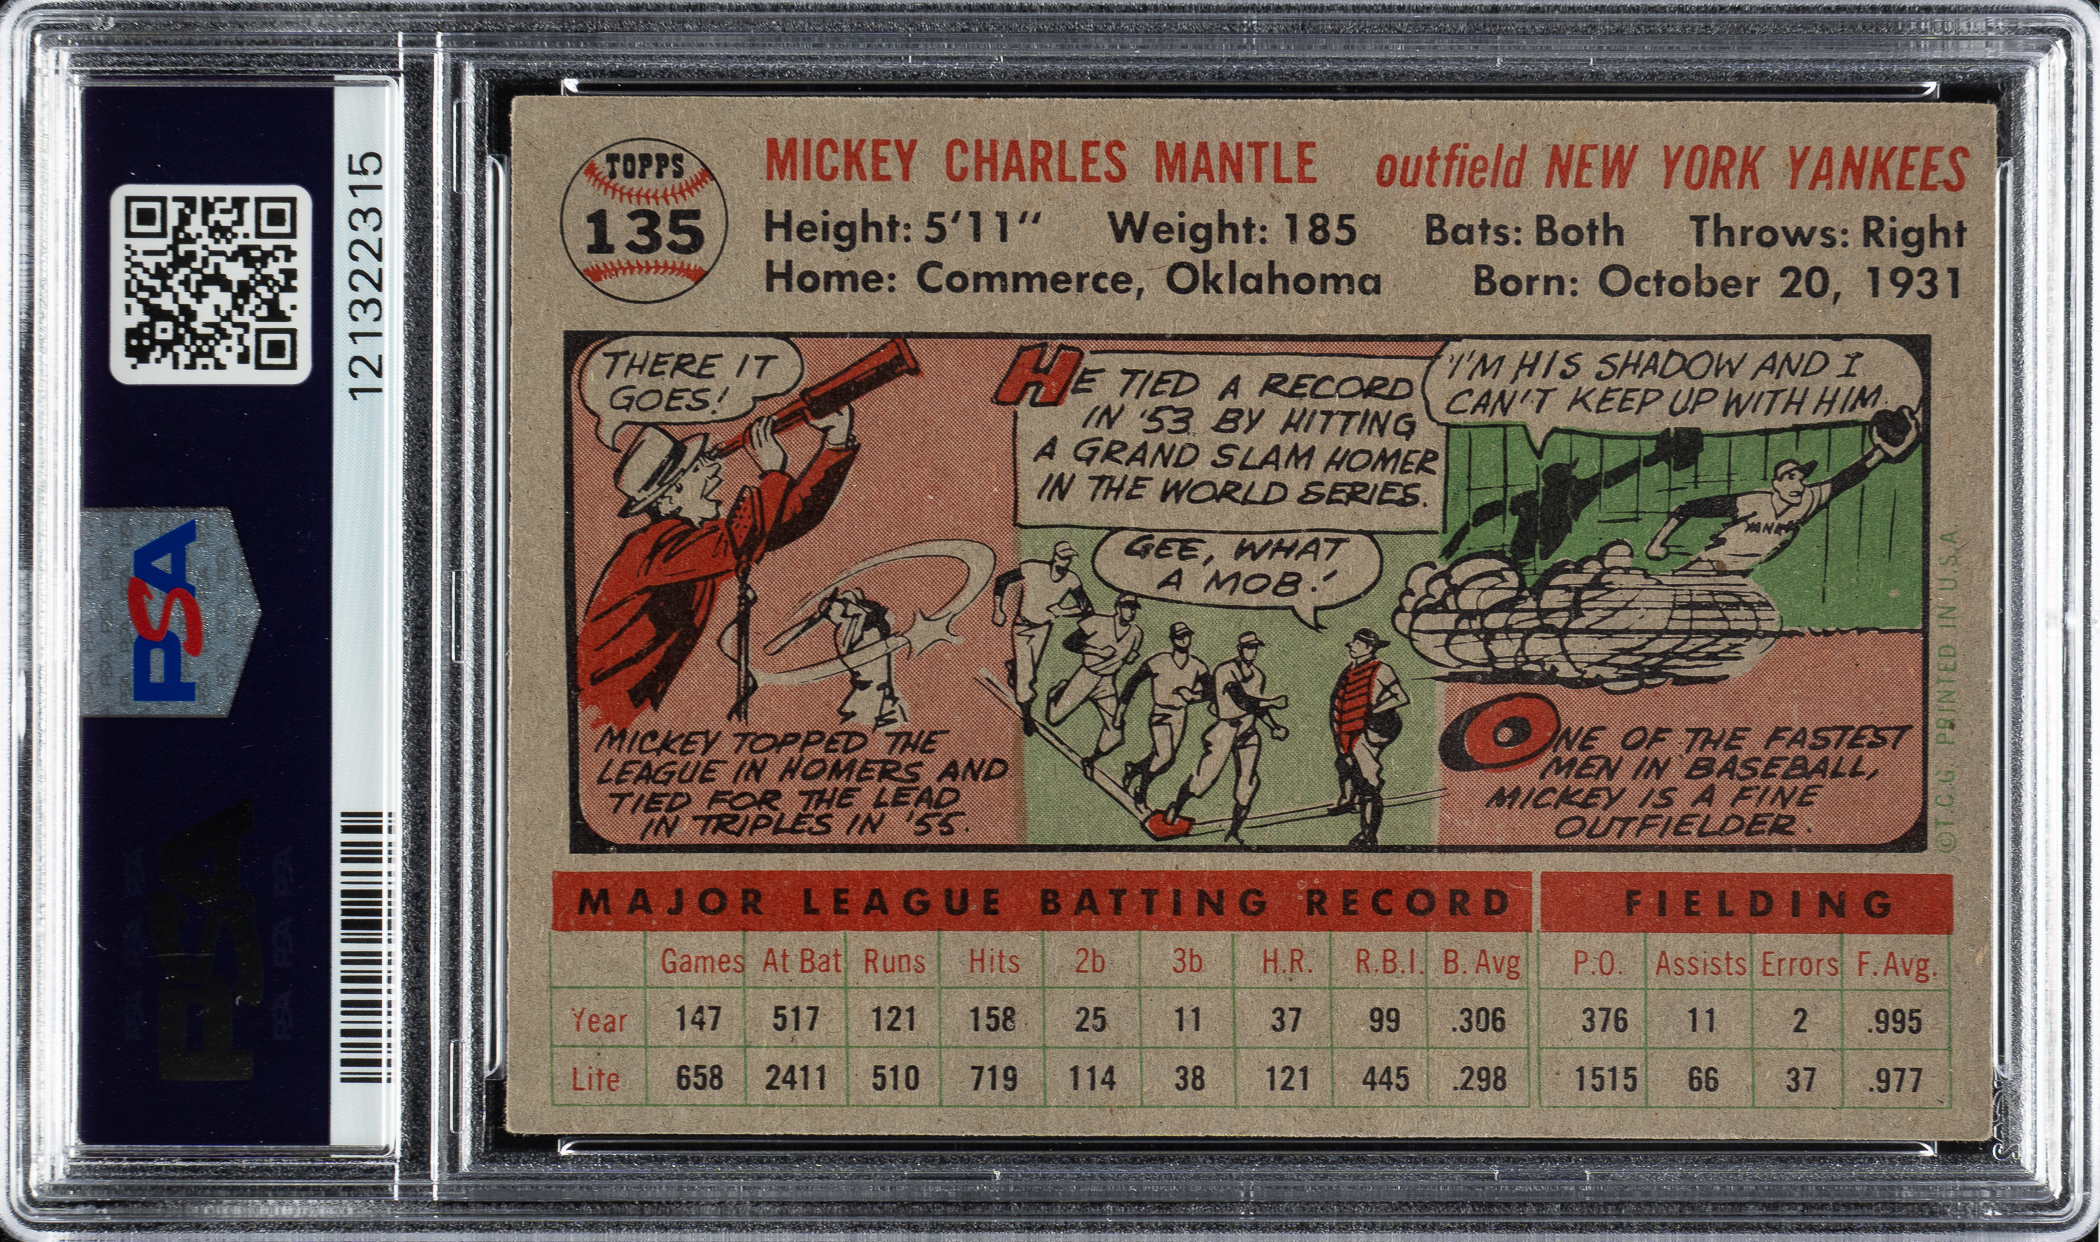 PSA
121322315
PSA
TOPPS
135
MICKEY CHARLES MANTLE outfield NEW YORK YANKEES
Height: 5'11" Weight: 185 Bats: Both Throws: Right
Home: Commerce, Oklahoma Born: October 20, 1931
THERE IT
GOES!
MICKEY TOPPED THE
LEAGUE IN HOMERS AND
TIED FOR THE LEAD
IN TRIPLES IN '55.
HE TIED A RECORD
IN '53 BY HITTING
A GRAND SLAM HOMER
IN THE WORLD SERIES.
GEE, WHAT
A MOB!
I'M HIS SHADOW AND I
CAN'T KEEP UP WITH HIM.
YANKS
ONE OF THE FASTEST
MEN IN BASEBALL,
MICKEY IS A FINE
OUTFIELDER.
© T.C.G. PRINTED IN U.S.A.
MAJOR LEAGUE BATTING RECORD FIELDING
Games At Bat Runs Hits 2b 3b H.R. R.B.I. B. Avg P.O. Assists Errors F. Avg.
Year 147 517 121 158 25 11 37 99 .306 376 11 2 .995
Life 658 2411 510 719 114 38 121 445 .298 1515 66 37 .977